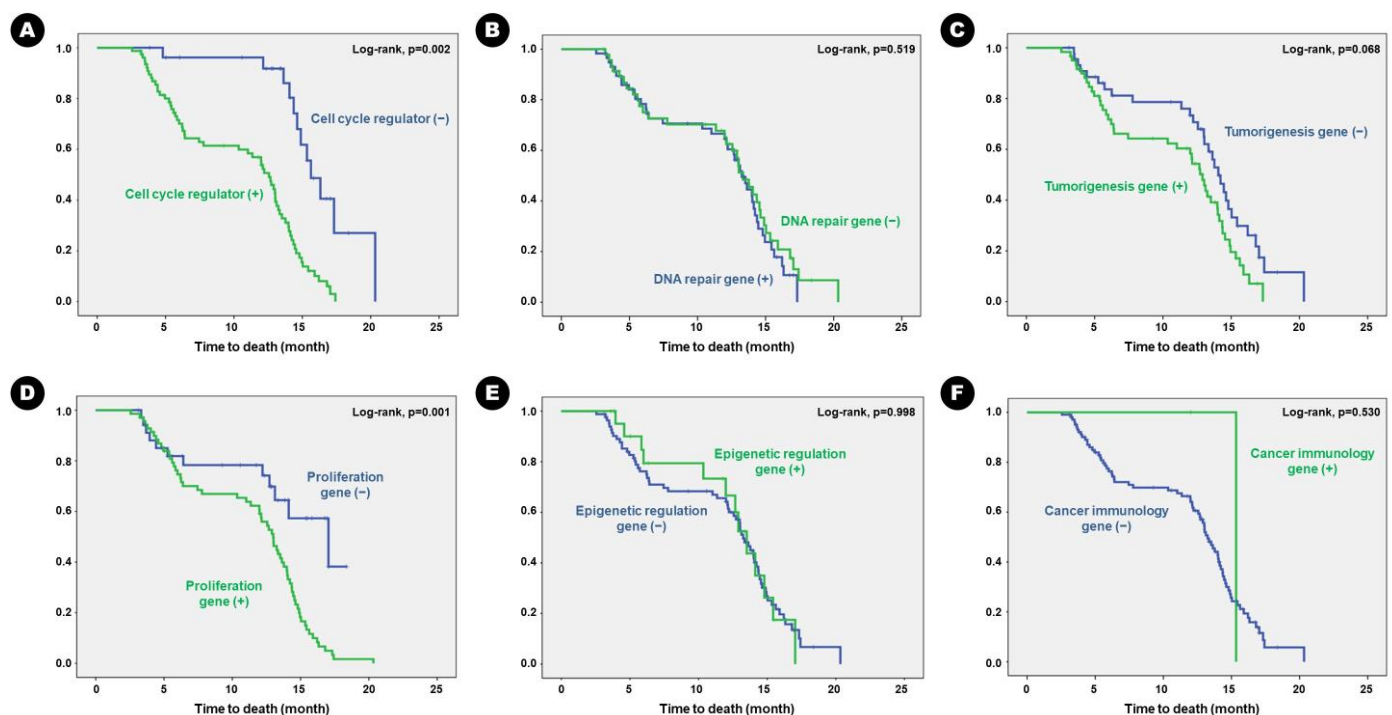 A
Log-rank, p=0.002
1.0
0.8
0.6
0.4
0.2
0.0
Cell cycle regulator (−)
Cell cycle regulator (+)
0 5 10 15 20 25
Time to death (month)
B
Log-rank, p=0.519
1.0
0.8
0.6
0.4
0.2
0.0
DNA repair gene (−)
DNA repair gene (+)
0 5 10 15 20 25
Time to death (month)
C
Log-rank, p=0.068
1.0
0.8
0.6
0.4
0.2
0.0
Tumorigenesis gene (−)
Tumorigenesis gene (+)
0 5 10 15 20 25
Time to death (month)
D
Log-rank, p=0.001
1.0
0.8
0.6
0.4
0.2
0.0
Proliferation
gene (−)
Proliferation
gene (+)
0 5 10 15 20 25
Time to death (month)
E
Log-rank, p=0.998
1.0
0.8
0.6
0.4
0.2
0.0
Epigenetic regulation
gene (+)
Epigenetic regulation
gene (−)
0 5 10 15 20 25
Time to death (month)
F
Log-rank, p=0.530
1.0
0.8
0.6
0.4
0.2
0.0
Cancer immunology
gene (+)
Cancer immunology
gene (−)
0 5 10 15 20 25
Time to death (month)